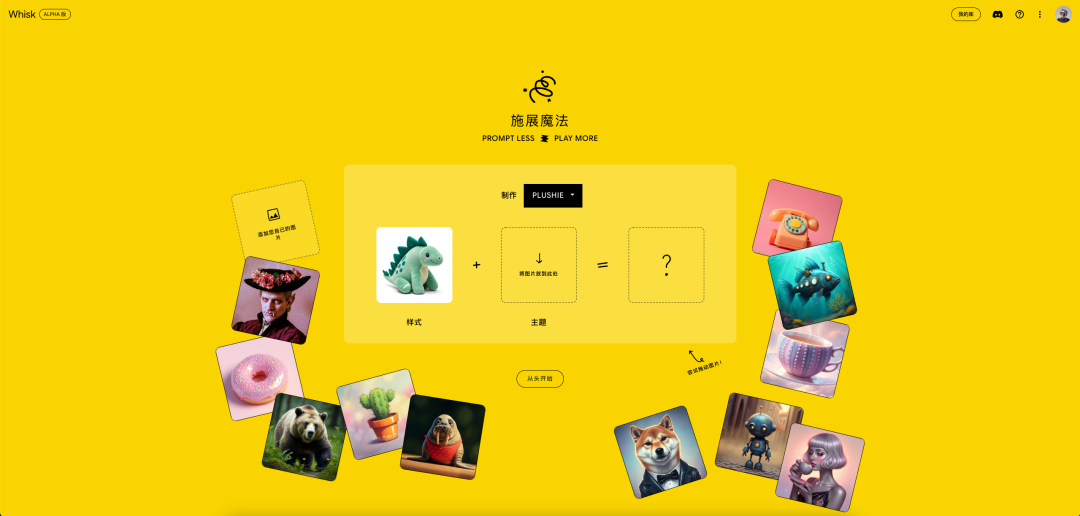 Whisk ALPHA 版
我的库
施展魔法
PROMPT LESS PLAY MORE
制作 PLUSHIE
添加您自己的图
片
将图片放到此处
样式
主题
尝试拖动图片！
从头开始